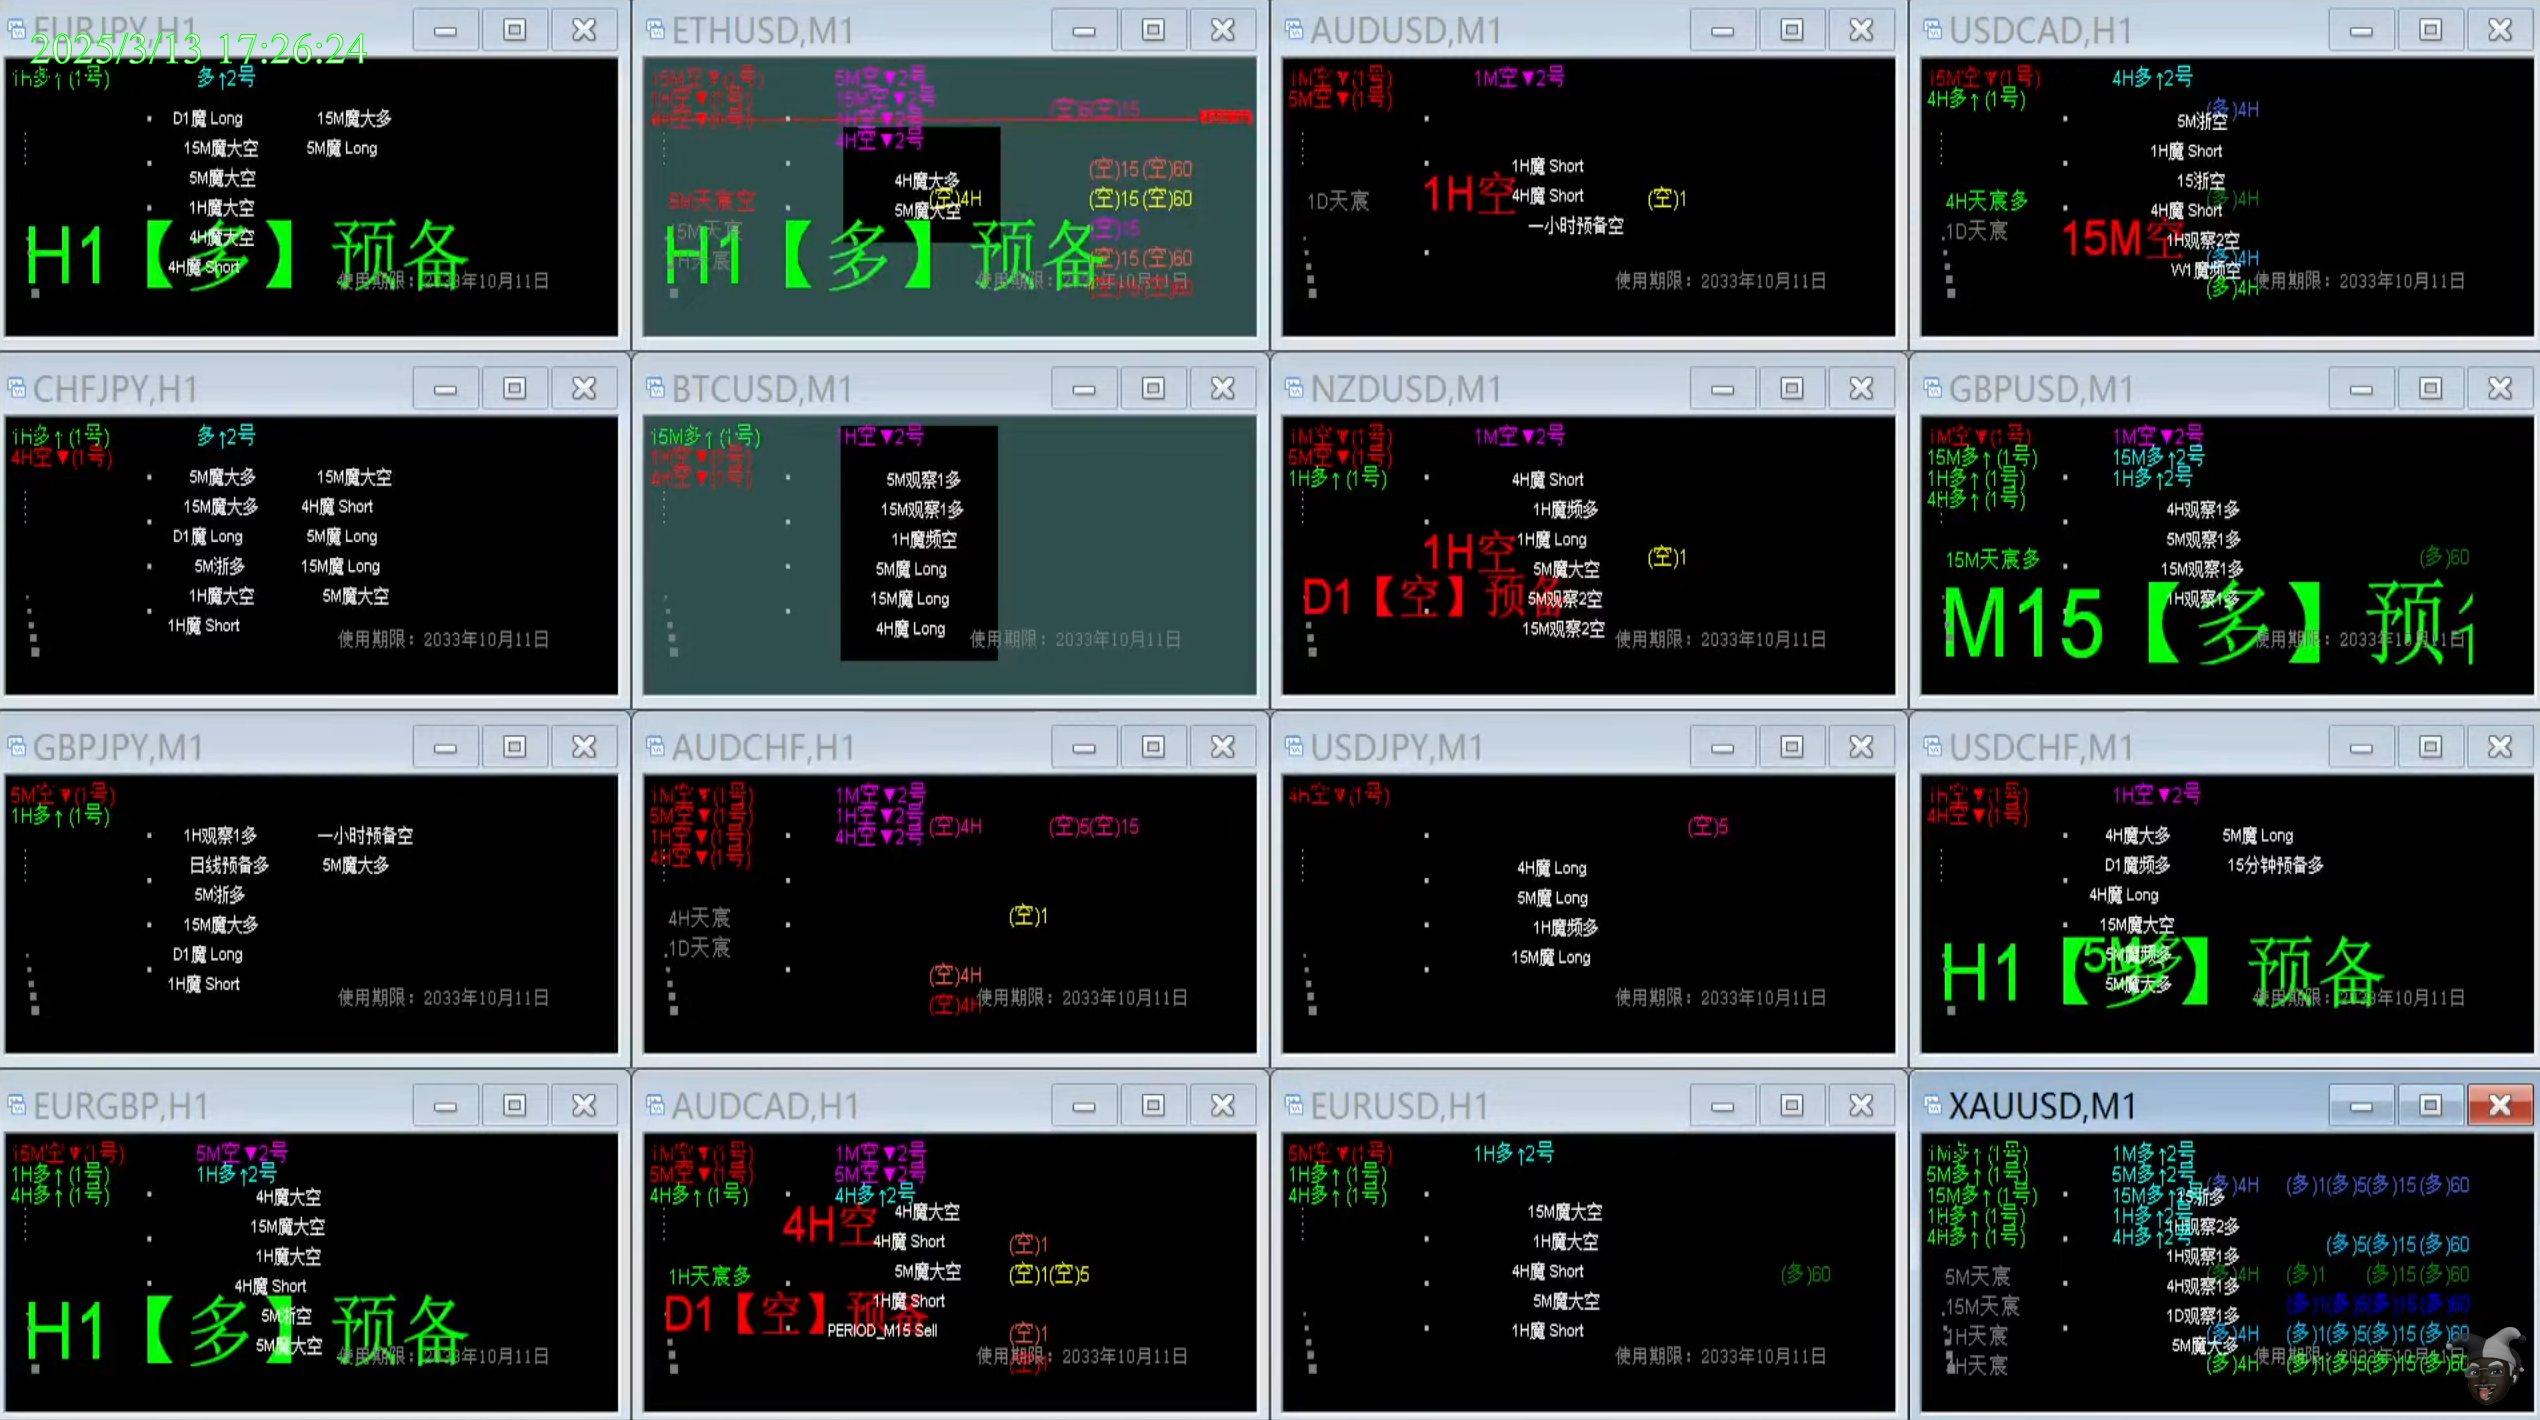 2025/3/13 17:26:24
EURJPY,H1
1H多↑(1号)
多↑2号
D1魔 Long
15M魔大多
15M魔大空
5M魔 Long
5M魔大空
1H魔大空
4H魔大空
4H魔 Short
H1【多】预备
使用期限：2033年10月11日
ETHUSD,M1
15M空▼(1号)
5M空▼2号
1H空▼(1号)
15M空▼2号
4H空▼(1号)
1H空▼2号
4H空▼2号
4H魔大多
(空)4H
5M魔大空
5M天宸空
15M天宸
(空)15 (空)60
(空)15 (空)60
(空)15
(空)15 (空)60
H1【多】预备
AUDUSD,M1
1M空▼(1号)
1M空▼2号
5M空▼(1号)
1H魔 Short
1H空
4H魔 Short
(空)1
1D天宸
一小时预备空
使用期限：2033年10月11日
USDCAD,H1
15M空▼(1号)
4H多↑2号
4H多↑(1号)
(多)4H
5M浙空
1H魔 Short
15浙空
4H天宸多
(多)4H
4H魔 Short
1D天宸
15M空
1H观察2空
(多)4H
W1魔频空
(多)4H
使用期限：2033年10月11日
CHFJPY,H1
1H多↑(1号)
多↑2号
4H空▼(1号)
5M魔大多
15M魔大空
15M魔大多
4H魔 Short
D1魔 Long
5M魔 Long
5M浙多
15M魔 Long
1H魔大空
5M魔大空
1H魔 Short
使用期限：2033年10月11日
BTCUSD,M1
15M多↑(1号)
1H空▼2号
1H空▼(1号)
4H空▼(1号)
5M观察1多
15M观察1多
1H魔频空
5M魔 Long
15M魔 Long
4H魔 Long
使用期限：2033年10月11日
NZDUSD,M1
1M空▼(1号)
1M空▼2号
5M空▼(1号)
1H多↑(1号)
4H魔 Short
1H魔频多
1H空
1H魔 Long
(空)1
5M魔大空
D1【空】预备
5M观察2空
15M观察2空
使用期限：2033年10月11日
GBPUSD,M1
1M空▼(1号)
1M空▼2号
15M多↑(1号)
15M多↑2号
1H多↑(1号)
1H多↑2号
4H多↑(1号)
4H观察1多
5M观察1多
15M天宸多
(多)60
15M观察1多
1H观察1多
M15【多】预
使用期限：2033年10月11日
GBPJPY,M1
5M空▼(1号)
1H多↑(1号)
1H观察1多
一小时预备空
日线预备多
5M魔大多
5M浙多
15M魔大多
D1魔 Long
1H魔 Short
使用期限：2033年10月11日
AUDCHF,H1
1M空▼(1号)
1M空▼2号
5M空▼(1号)
1H空▼2号
1H空▼(1号)
4H空▼2号
4H空▼(1号)
(空)4H
(空)5(空)15
4H天宸
(空)1
1D天宸
(空)4H
(空)4H
使用期限：2033年10月11日
USDJPY,M1
4H空▼(1号)
(空)5
4H魔 Long
5M魔 Long
1H魔频多
15M魔 Long
使用期限：2033年10月11日
USDCHF,M1
1H空▼(1号)
1H空▼2号
4H空▼(1号)
4H魔大多
5M魔 Long
D1魔频多
15分钟预备多
4H魔 Long
15M魔大空
5M魔频多
5M魔大多
H1【多】预备
使用期限：2033年10月11日
EURGBP,H1
15M空▼(1号)
5M空▼2号
1H多↑(1号)
1H多↑2号
4H多↑(1号)
4H魔大空
15M魔大空
1H魔大空
4H魔 Short
5M浙空
5M魔大空
H1【多】预备
使用期限：2033年10月11日
AUDCAD,H1
1M空▼(1号)
1M空▼2号
5M空▼(1号)
5M空▼2号
4H多↑(1号)
4H多↑2号
4H空
4H魔大空
4H魔 Short
(空)1
1H天宸多
5M魔大空
(空)1(空)5
D1【空】预备
1H魔 Short
PERIOD_M15 Sell
(空)1
(空)1
使用期限：2033年10月11日
EURUSD,H1
5M空▼(1号)
1H多↑2号
1H多↑(1号)
4H多↑(1号)
15M魔大空
1H魔大空
4H魔 Short
(多)60
5M魔大空
1H魔 Short
使用期限：2033年10月11日
XAUUSD,M1
1M多↑(1号)
1M多↑2号
5M多↑(1号)
5M多↑2号
15M多↑(1号)
15M多↑2号
1H多↑(1号)
1H多↑2号
4H多↑(1号)
4H多↑2号
(多)4H
(多)1(多)5(多)15(多)60
15浙多
1H观察2多
(多)5(多)15(多)60
1H观察1多
5M天宸
(多)4H
(多)1
(多)15(多)60
4H观察1多
15M天宸
(多)1(多)5(多)15(多)60
1D观察1多
1H天宸
(多)4H
(多)1(多)5(多)15(多)60
5M魔大多
4H天宸
(多)4H
(多)1(多)5(多)15(多)60